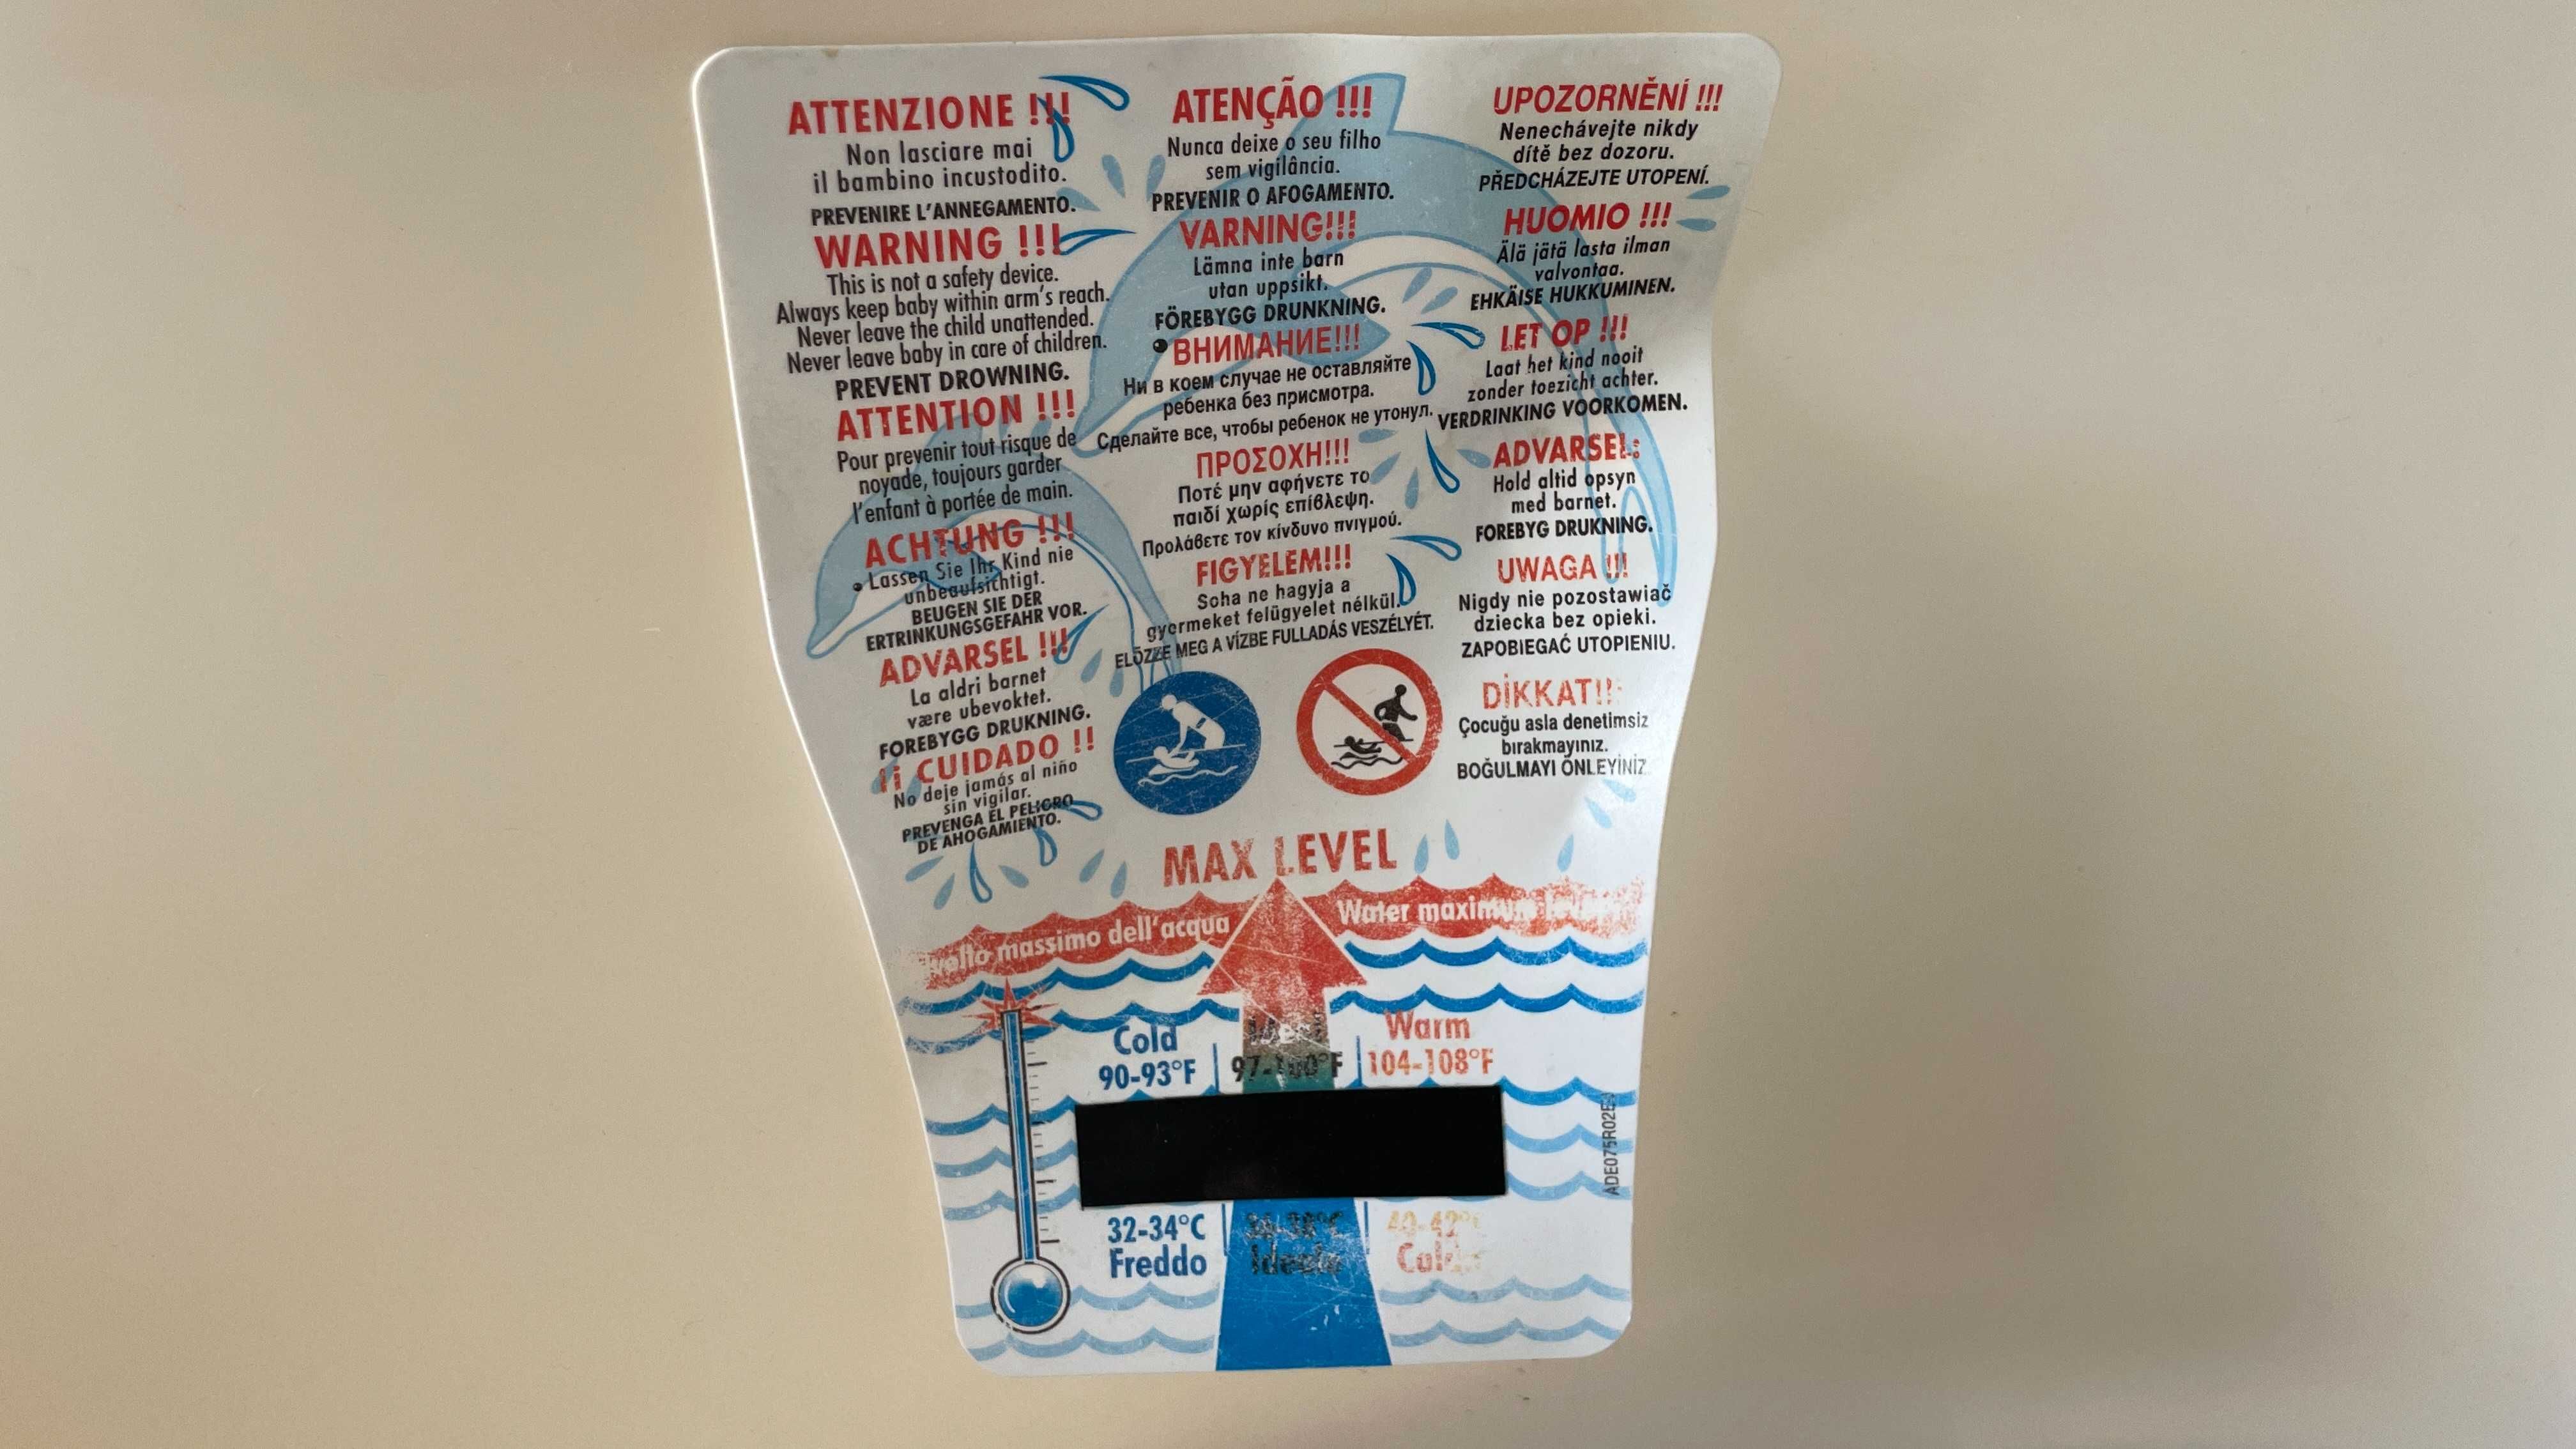 ATTENZIONE !!!
Non lasciare mai
il bambino incustodito.
PREVENIRE L'ANNEGAMENTO.
WARNING !!!
This is not a safety device.
Always keep baby within arm's reach.
Never leave the child unattended.
Never leave baby in care of children.
PREVENT DROWNING.
ATTENTION !!!
Pour prevenir tout risque de
noyade, toujours garder
l'enfant à portée de main.
ACHTUNG !!!
Lassen Sie Ihr Kind nie
unbeaufsichtigt.
BEUGEN SIE DER
ERTRINKUNGSGEFAHR VOR.
ADVARSEL !!!
La aldri barnet
være ubevoktet.
FOREBYGG DRUKNING.
¡¡ CUIDADO !!
No deje jamás al niño
sin vigilar.
PREVENGA EL PELIGRO
DE AHOGAMIENTO.
ATENÇÃO !!!
Nunca deixe o seu filho
sem vigilância.
PREVENIR O AFOGAMENTO.
VARNING!!!
Lämna inte barn
utan uppsikt.
FÖREBYGG DRUNKNING.
ВНИМАНИЕ!!!
Ни в коем случае не оставляйте
ребенка без присмотра.
Сделайте все, чтобы ребенок не утонул.
ΠΡΟΣΟΧΗ!!!
Ποτέ μην αφήνετε το
παιδί χωρίς επίβλεψη.
Προλάβετε τον κίνδυνο πνιγμού.
FIGYELEM!!!
Soha ne hagyja a
gyermeket felügyelet nélkül.
ELŐZZE MEG A VÍZBE FULLADÁS VESZÉLYÉT.
UPOZORNĚNÍ !!!
Nenechávejte nikdy
dítě bez dozoru.
PŘEDCHÁZEJTE UTOPENÍ.
HUOMIO !!!
Älä jätä lasta ilman
valvontaa.
EHKÄISE HUKKUMINEN.
LET OP !!!
Laat het kind nooit
zonder toezicht achter.
VERDRINKING VOORKOMEN.
ADVARSEL:
Hold altid opsyn
med barnet.
FOREBYG DRUKNING.
UWAGA !!!
Nigdy nie pozostawiać
dziecka bez opieki.
ZAPOBIEGAĆ UTOPIENIU.
DİKKAT!!
Çocuğu asla denetimsiz
bırakmayınız.
BOĞULMAYI ÖNLEYİNİZ
MAX LEVEL
massimo dell'acqua
Water maximum
Cold
90-93°F
97-100°F
Warm
104-108°F
32-34°C
Freddo
40-42°
Ideale